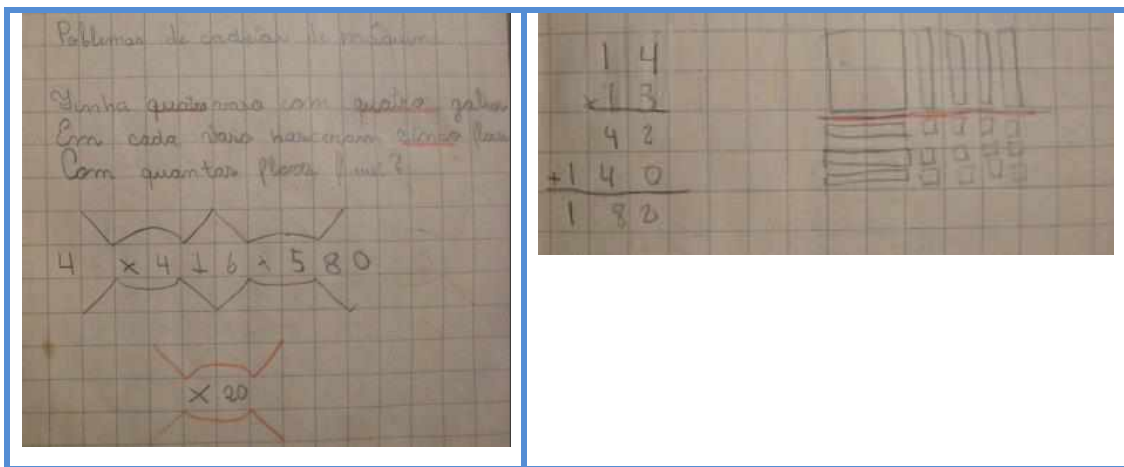 Problemas de cadeias de máquinas
Tinha quatro vasos com quatro galhos
Em cada vaso nasceram cinco flores
Com quantas flores fiquei?
4 × 4 16 × 5 80
× 20
1 4
× 1 3
4 2
+ 1 4 0
1 8 2